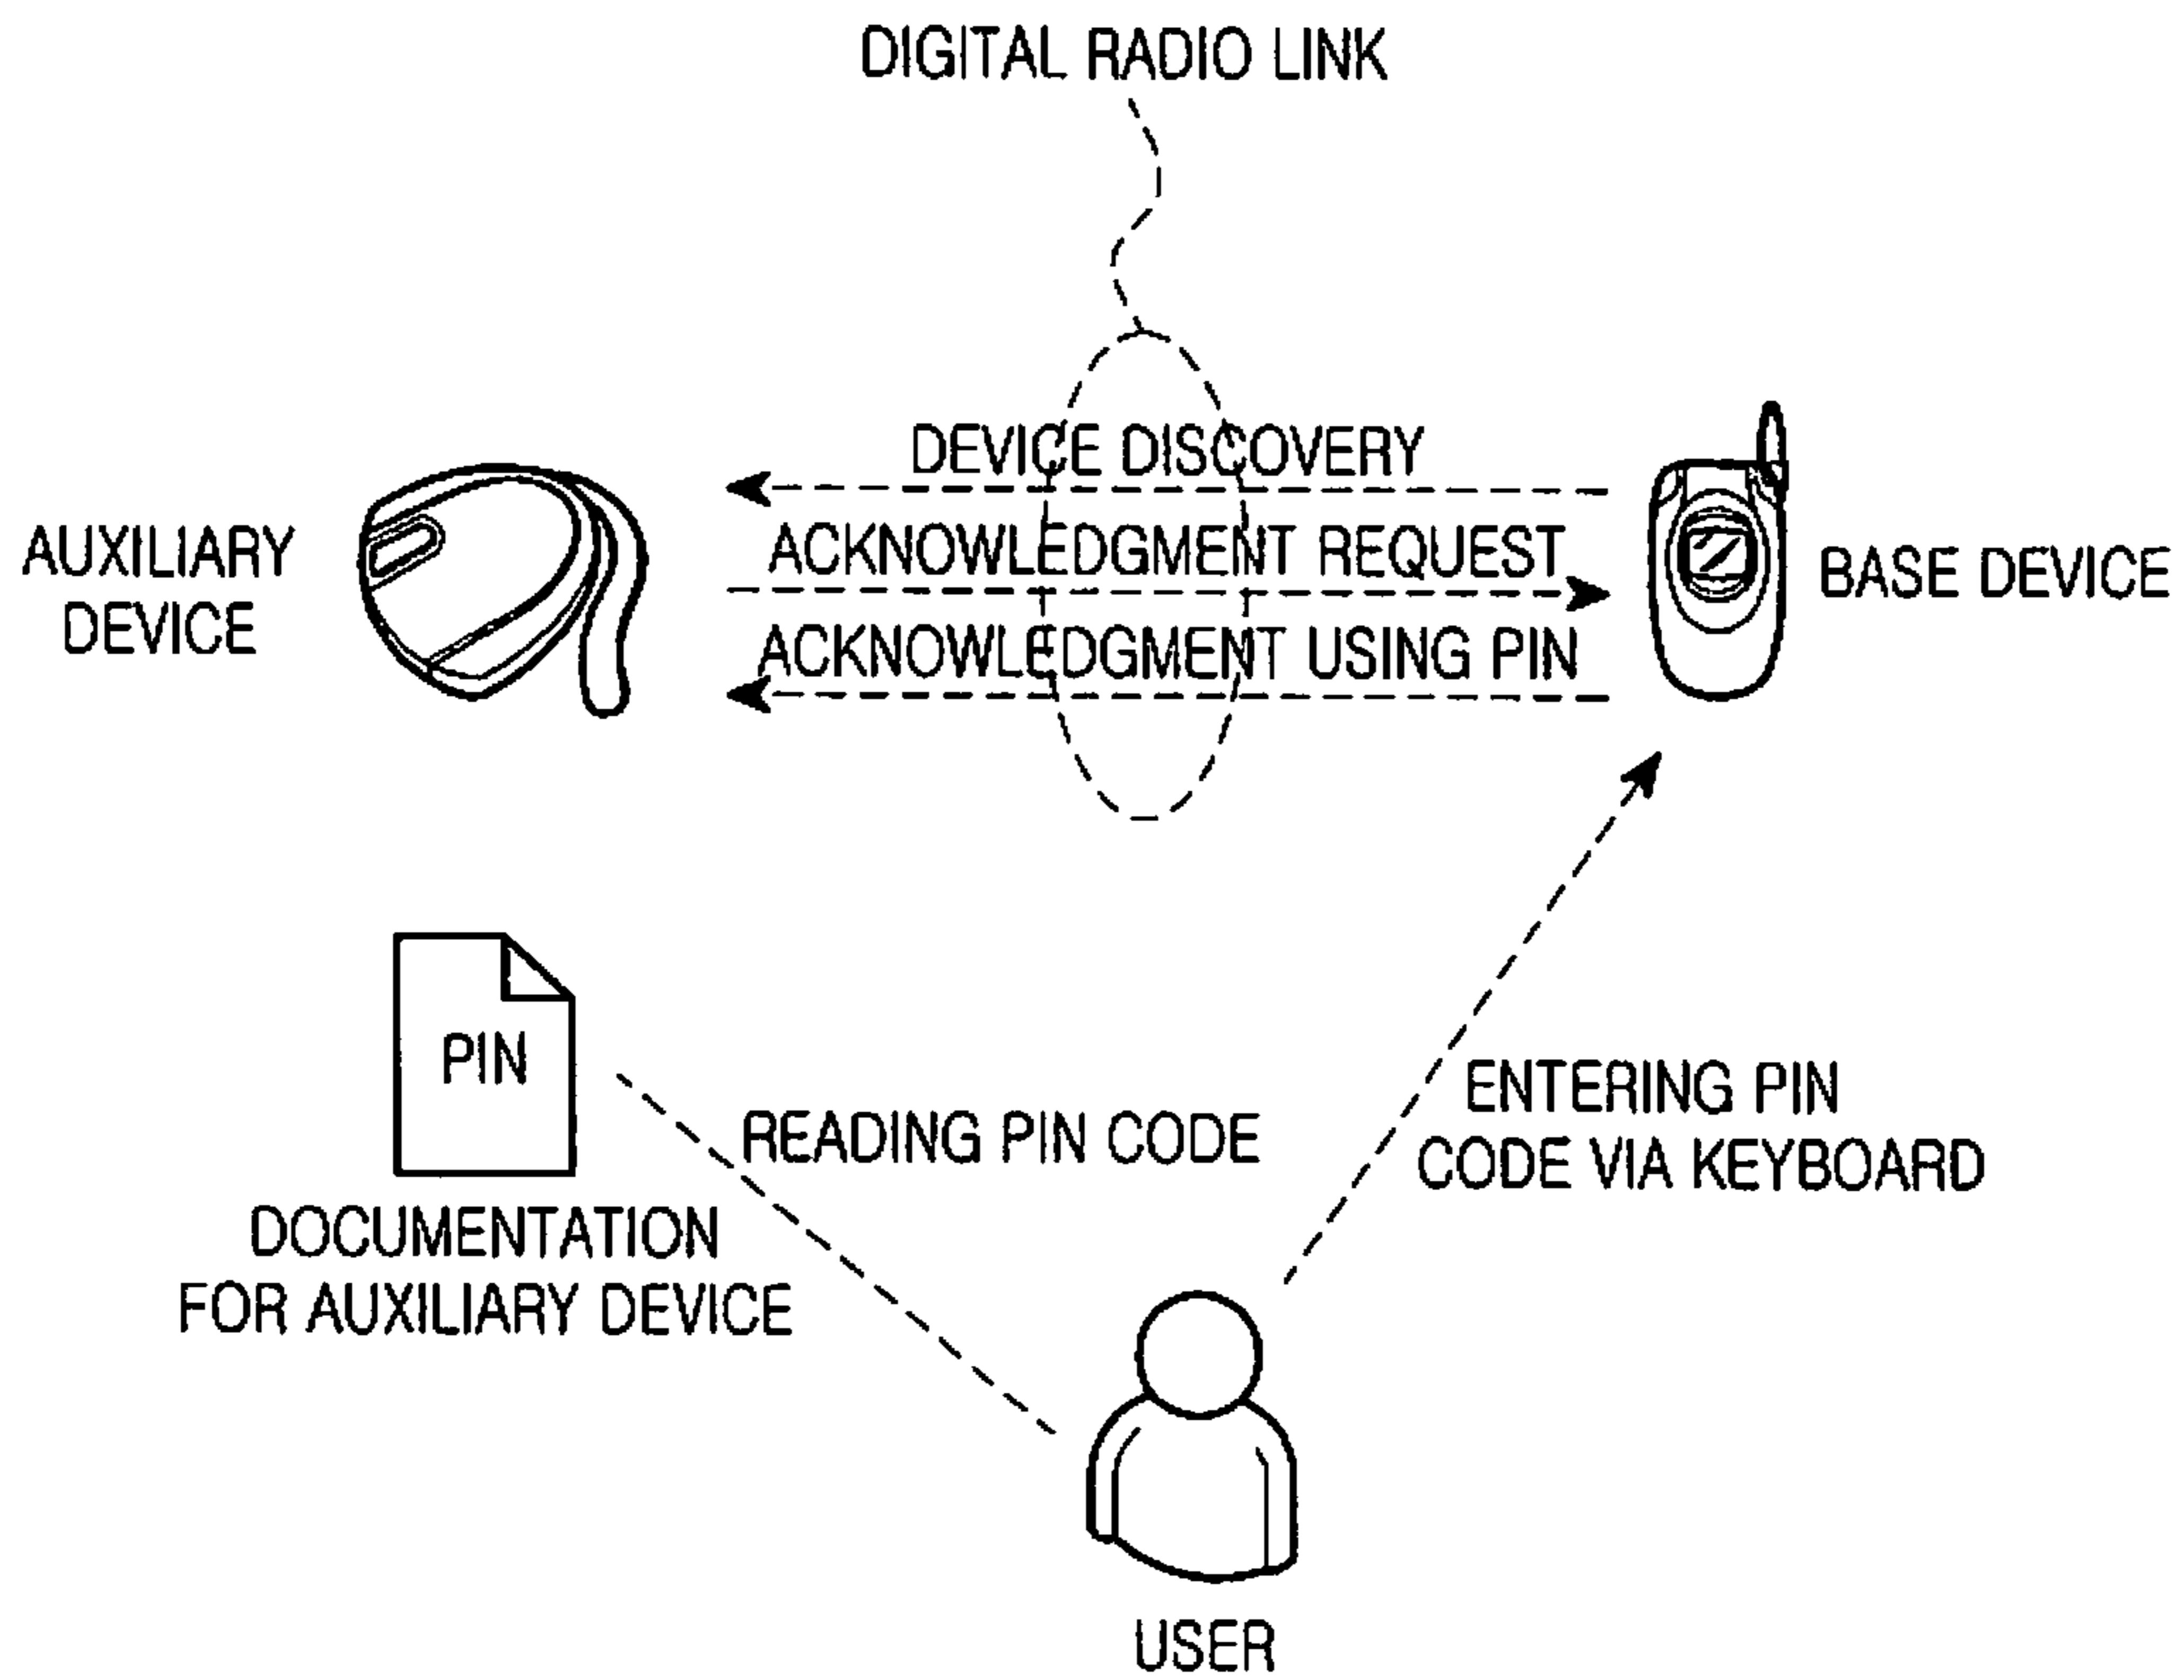 DIGITAL RADIO LINK
DEVICE DISCOVERY
ACKNOWLEDGMENT REQUEST
ACKNOWLEDGMENT USING PIN
AUXILIARY
DEVICE
BASE DEVICE
PIN
READING PIN CODE
ENTERING PIN
CODE VIA KEYBOARD
DOCUMENTATION
FOR AUXILIARY DEVICE
USER